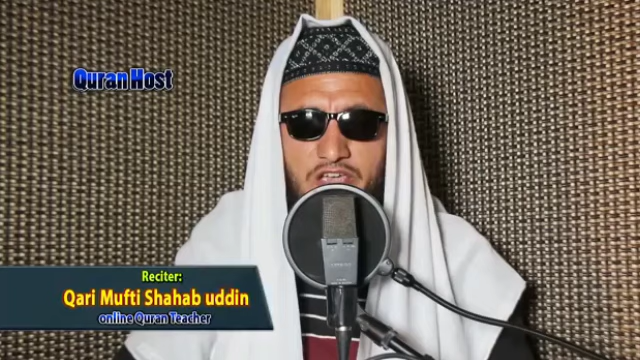 Quran Host
Reciter:
Qari Mufti Shahab uddin
online Quran Teacher